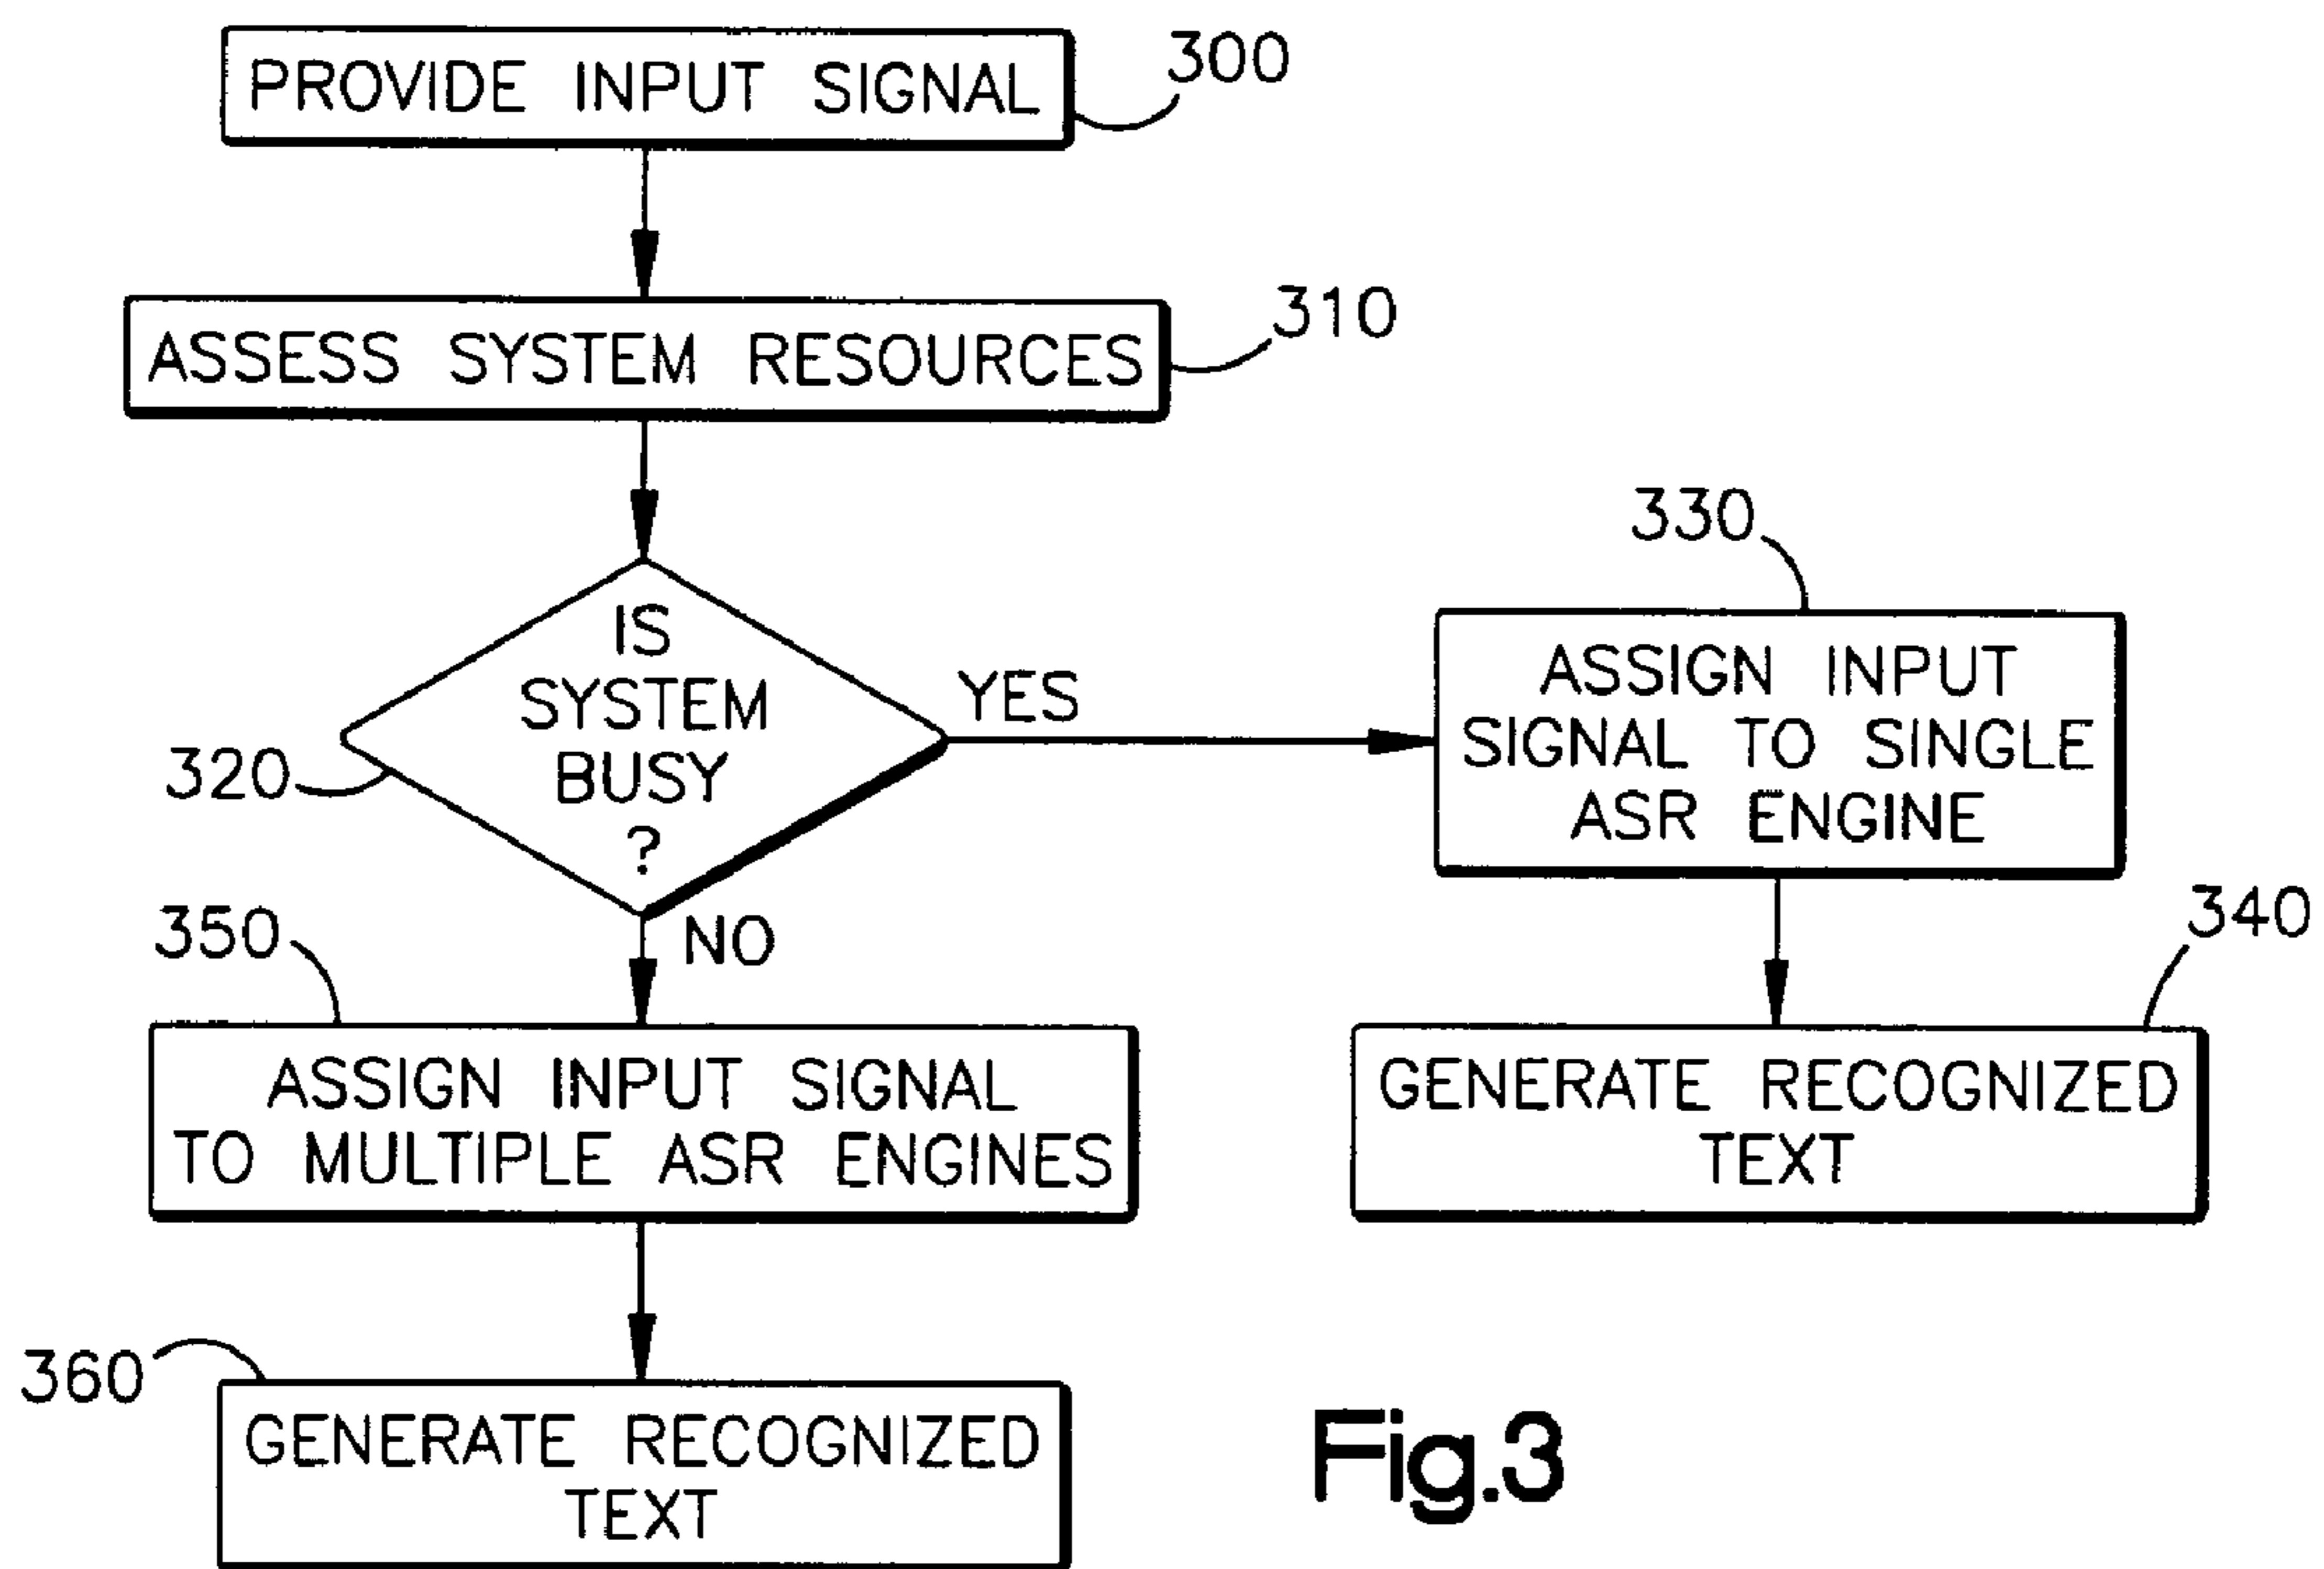 PROVIDE INPUT SIGNAL
300
ASSESS SYSTEM RESOURCES
310
IS
SYSTEM
BUSY
?
320
YES
330
ASSIGN INPUT
SIGNAL TO SINGLE
ASR ENGINE
NO
340
GENERATE RECOGNIZED
TEXT
350
ASSIGN INPUT SIGNAL
TO MULTIPLE ASR ENGINES
360
GENERATE RECOGNIZED
TEXT
Fig.3